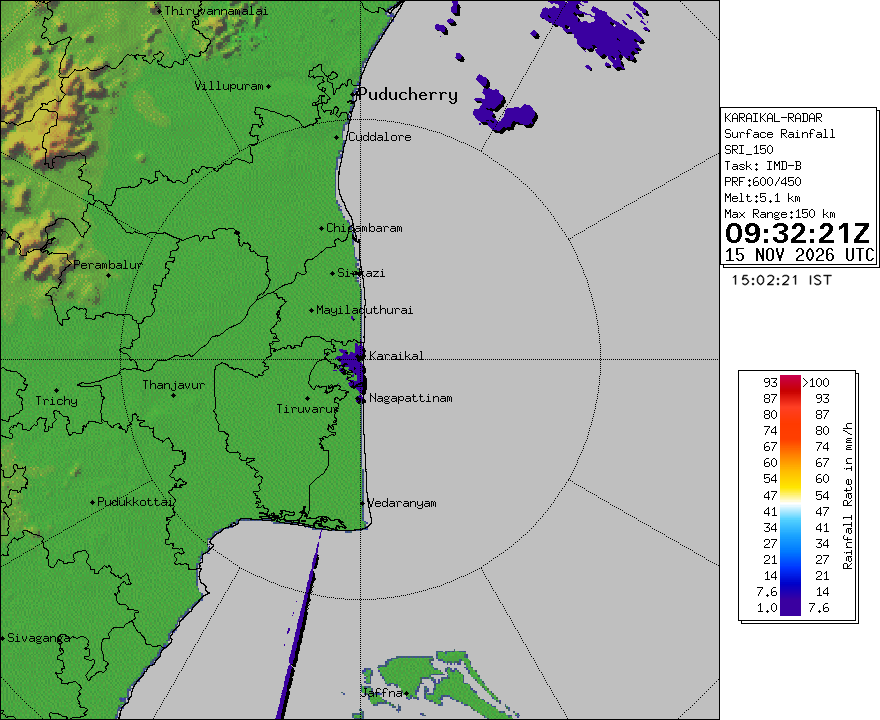 Thiruvannamalai
Villupuram
Puducherry
Cuddalore
Chidambaram
Sirkazi
Perambalur
Mayiladuthurai
Karaikal
Thanjavur
Trichy
Nagapattinam
Tiruvarur
Pudukkottai
Vedaranyam
Sivaganga
Jaffna
KARAIKAL-RADAR
Surface Rainfall
SRI_150
Task: IMD-B
PRF:600/450
Melt:5.1 km
Max Range:150 km
09:32:21Z
15 NOV 2026 UTC
15:02:21 IST
93 >100
87 93
80 87
74 80
67 74
60 67
54 60
47 54
41 47
34 41
27 34
21 27
14 21
7.6 14
1.0 7.6
Rainfall Rate in mm/h